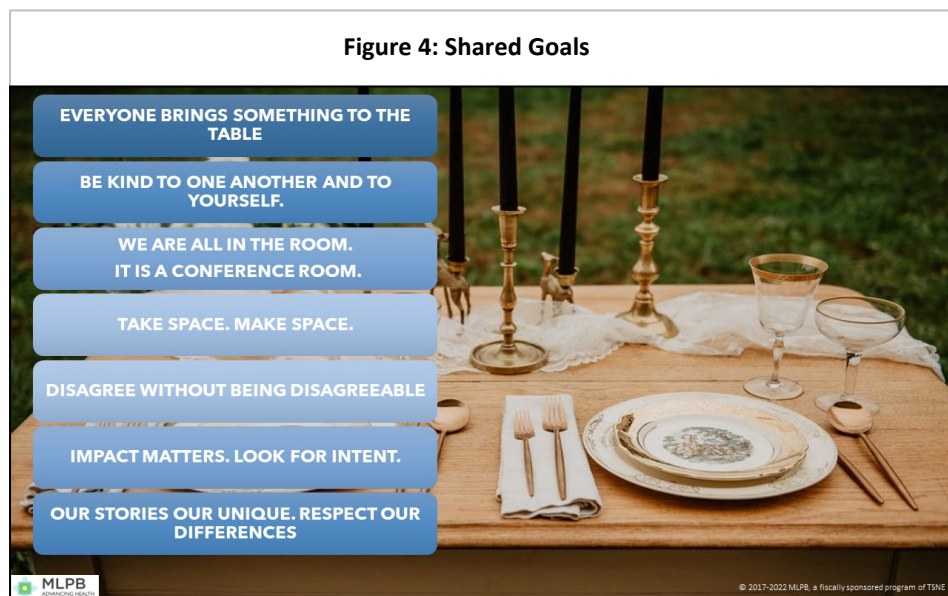 Figure 4: Shared Goals
EVERYONE BRINGS SOMETHING TO THE
TABLE
BE KIND TO ONE ANOTHER AND TO
YOURSELF.
WE ARE ALL IN THE ROOM.
IT IS A CONFERENCE ROOM.
TAKE SPACE. MAKE SPACE.
DISAGREE WITHOUT BEING DISAGREEABLE
IMPACT MATTERS. LOOK FOR INTENT.
OUR STORIES OUR UNIQUE. RESPECT OUR
DIFFERENCES
MLPB
ADVANCING HEALTH
© 2017-2022 MLPB, a fiscally sponsored program of TSNE